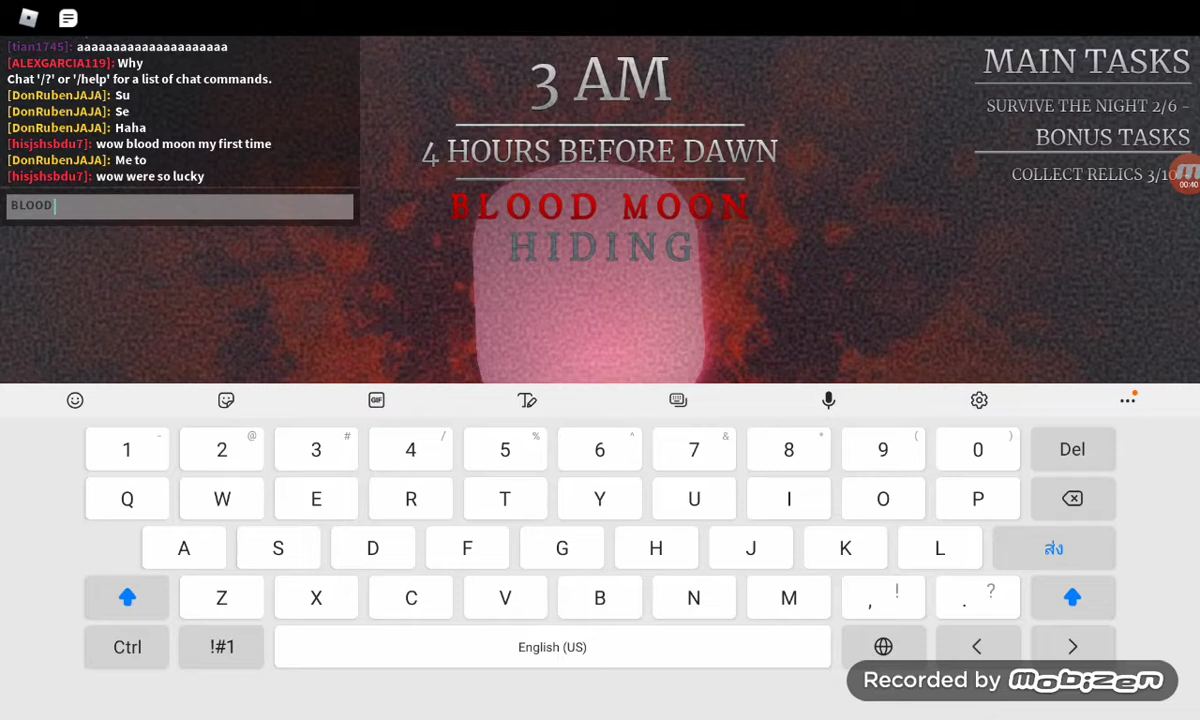 [tian1745]: aaaaaaaaaaaaaaaaaaaaa
[ALEXGARCIA119]: Why
Chat '/?' or '/help' for a list of chat commands.
[DonRubenJAJA]: Su
[DonRubenJAJA]: Se
[DonRubenJAJA]: Haha
[hisjshsbdu7]: wow blood moon my first time
[DonRubenJAJA]: Me to
[hisjshsbdu7]: wow were so lucky
BLOOD
3 AM
4 HOURS BEFORE DAWN
BLOOD MOON
HIDING
MAIN TASKS
SURVIVE THE NIGHT 2/6 -
BONUS TASKS
COLLECT RELICS 3/10
00:40
GIF
1 - 2 @ 3 # 4 / 5 % 6 ^ 7 & 8 * 9 ( 0 ) Del
Q W E R T Y U I O P
A S D F G H J K L ส่ง
Z X C V B N M , ! . ?
Ctrl !#1 English (US) < >
Recorded by mobizen